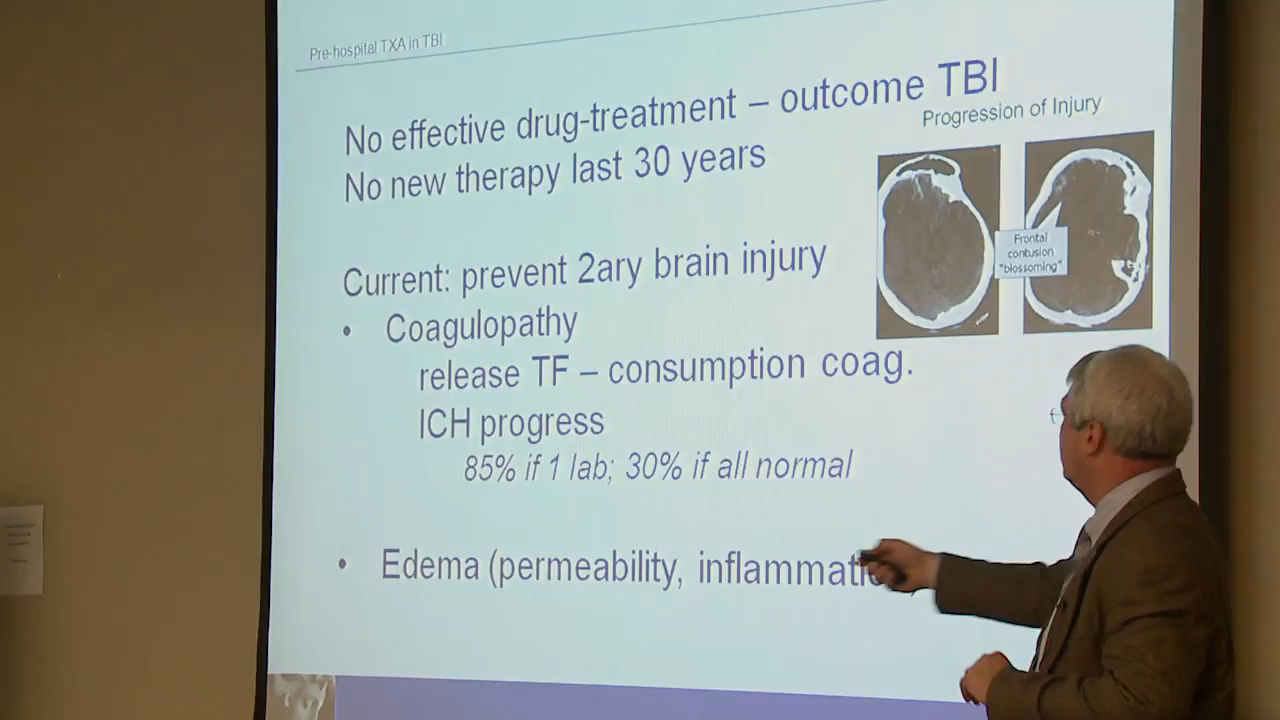 Pre-hospital TXA in TBI
No effective drug-treatment – outcome TBI
No new therapy last 30 years
Progression of Injury
Frontal
contusion
"blossoming"
Current: prevent 2ary brain injury
• Coagulopathy
release TF – consumption coag.
ICH progress
85% if 1 lab; 30% if all normal
• Edema (permeability,